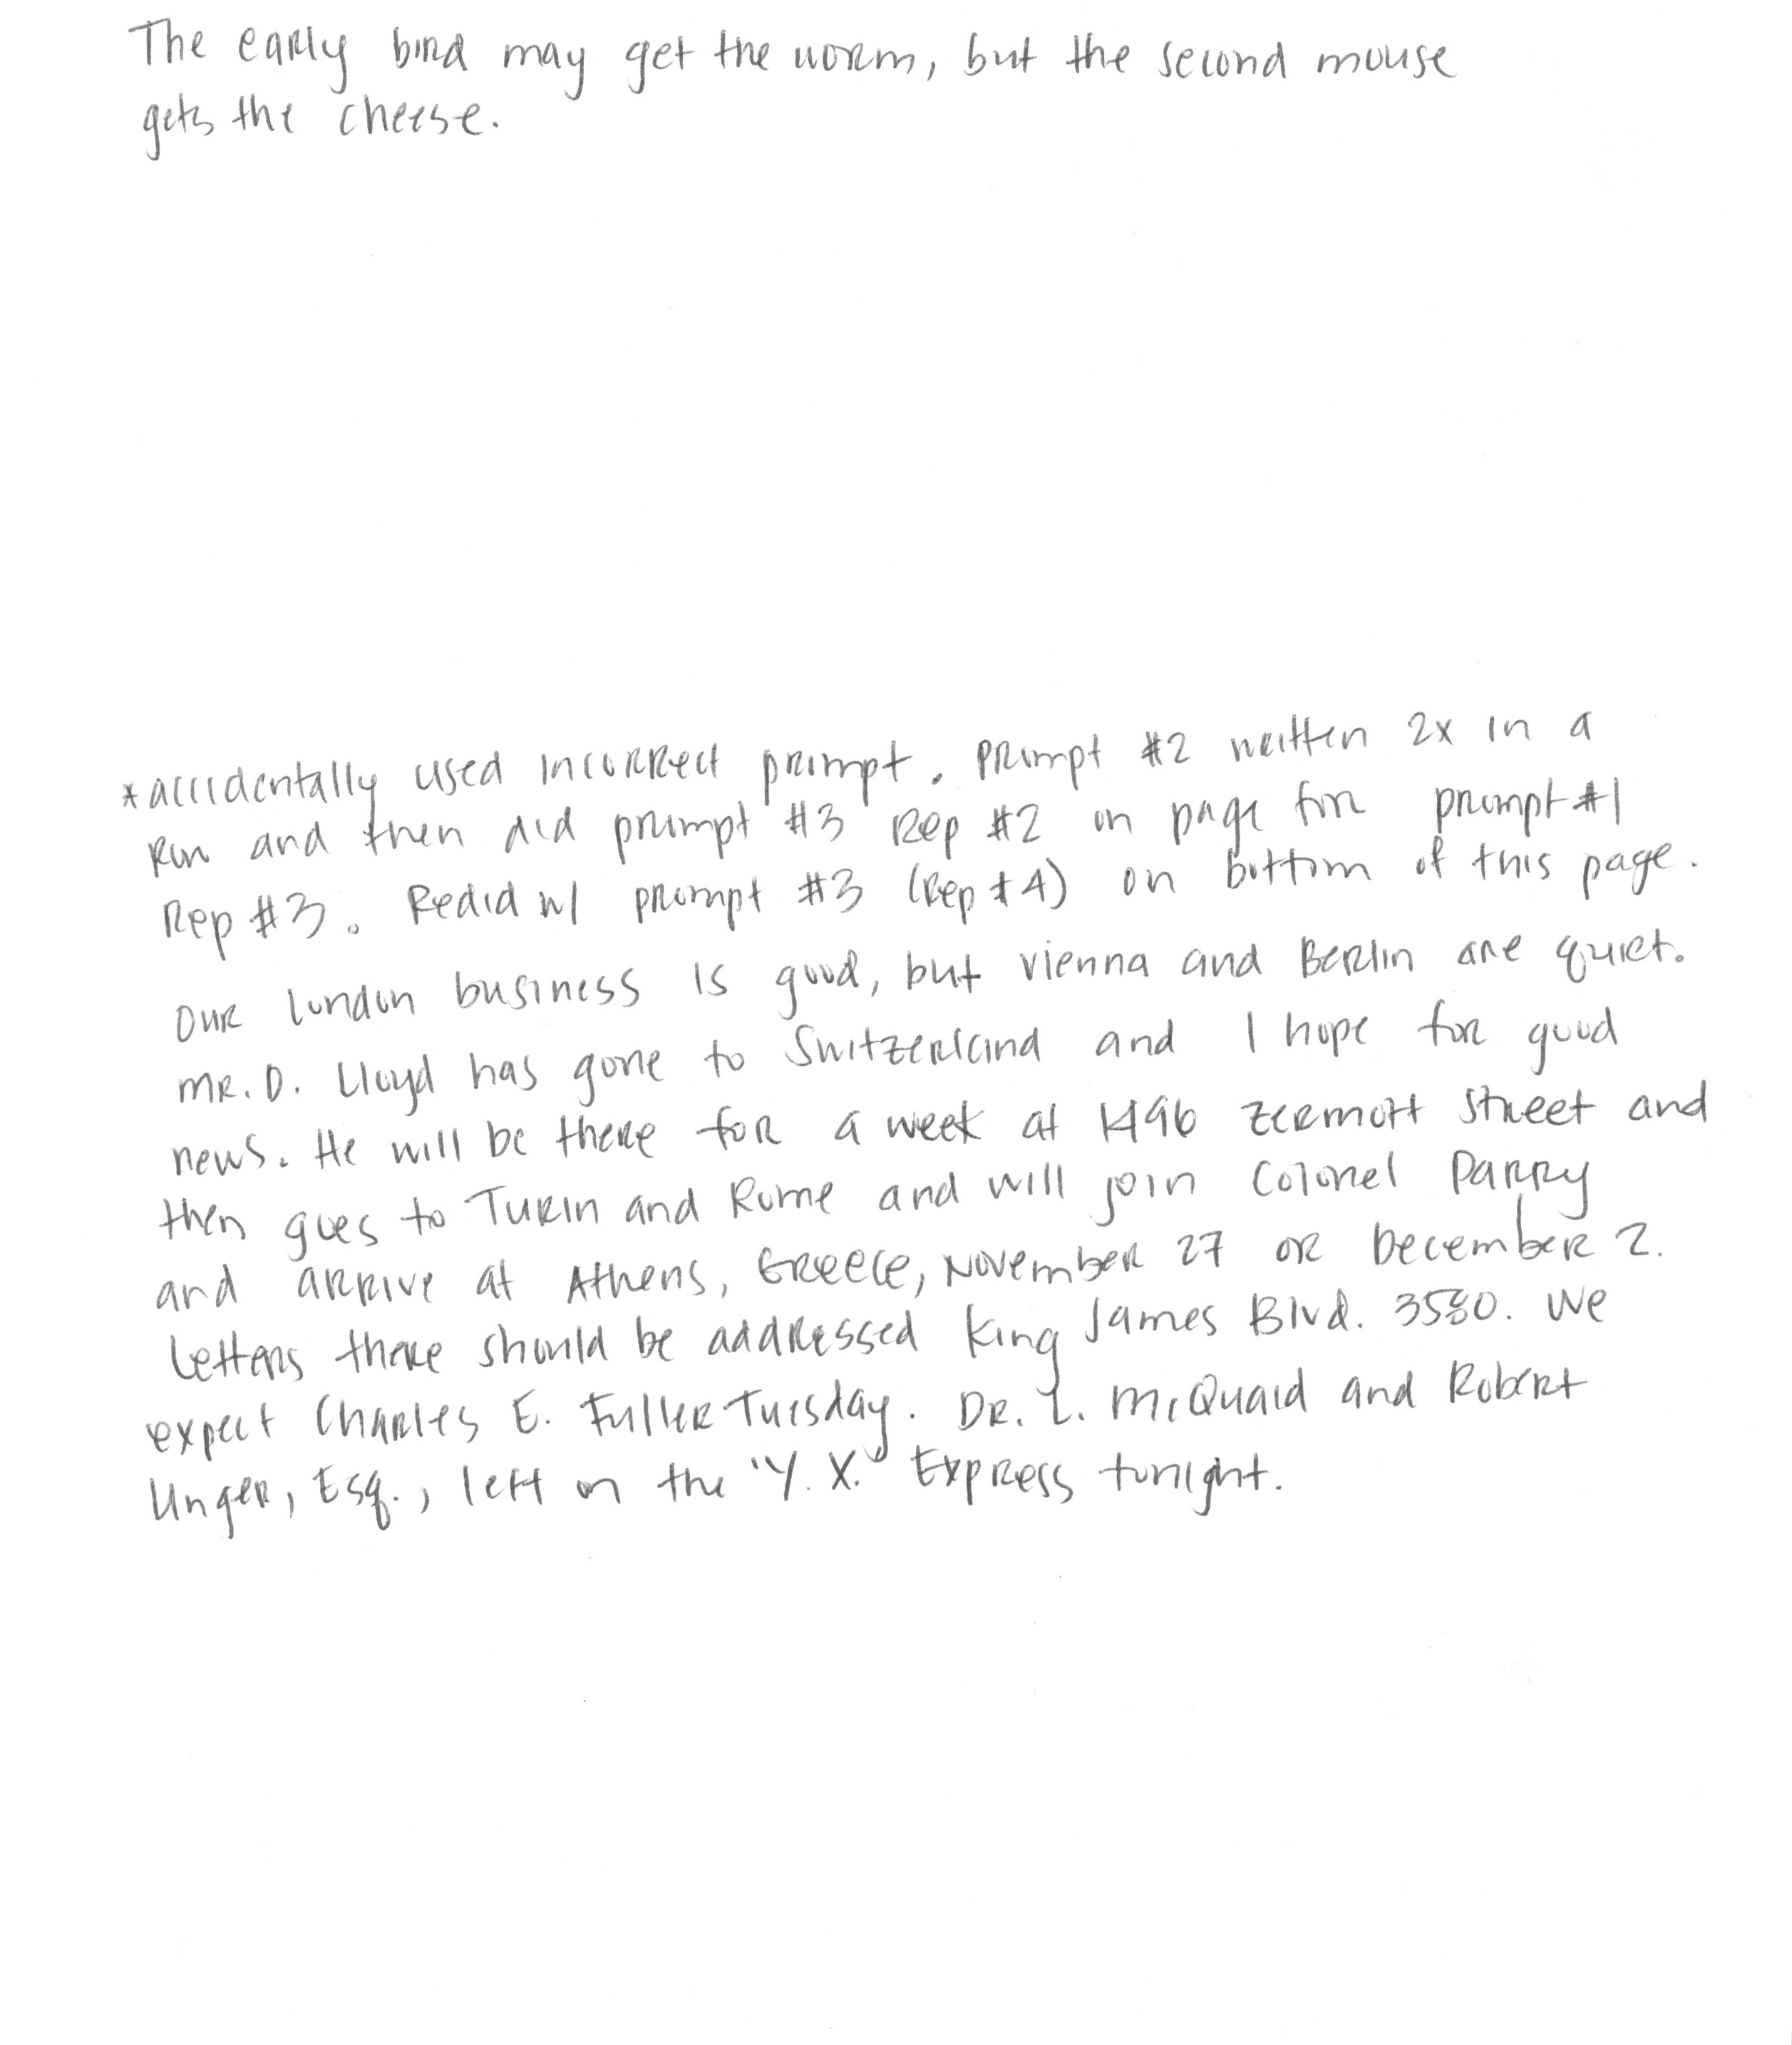 The early bird may get the worm, but the second mouse
gets the cheese.
*accidentally used incorrect prompt. Prompt #2 written 2x in a
row and then did prompt #3 Rep #2 on page for prompt #1
Rep #3. Redid w/ prompt #3 (Rep #4) on bottom of this page.
Our London business is good, but Vienna and Berlin are quiet.
Mr. D. Lloyd has gone to Switzerland and I hope for good
news. He will be there for a week at 1496 Zermott Street and
then goes to Turin and Rome and will join Colonel Parry
and arrive at Athens, Greece, November 27 or December 2.
Letters there should be addressed King James Blvd. 3580. We
expect Charles E. Fuller Tuesday. Dr. L. McQuaid and Robert
Unger, Esq., left on the "Y. X." Express tonight.